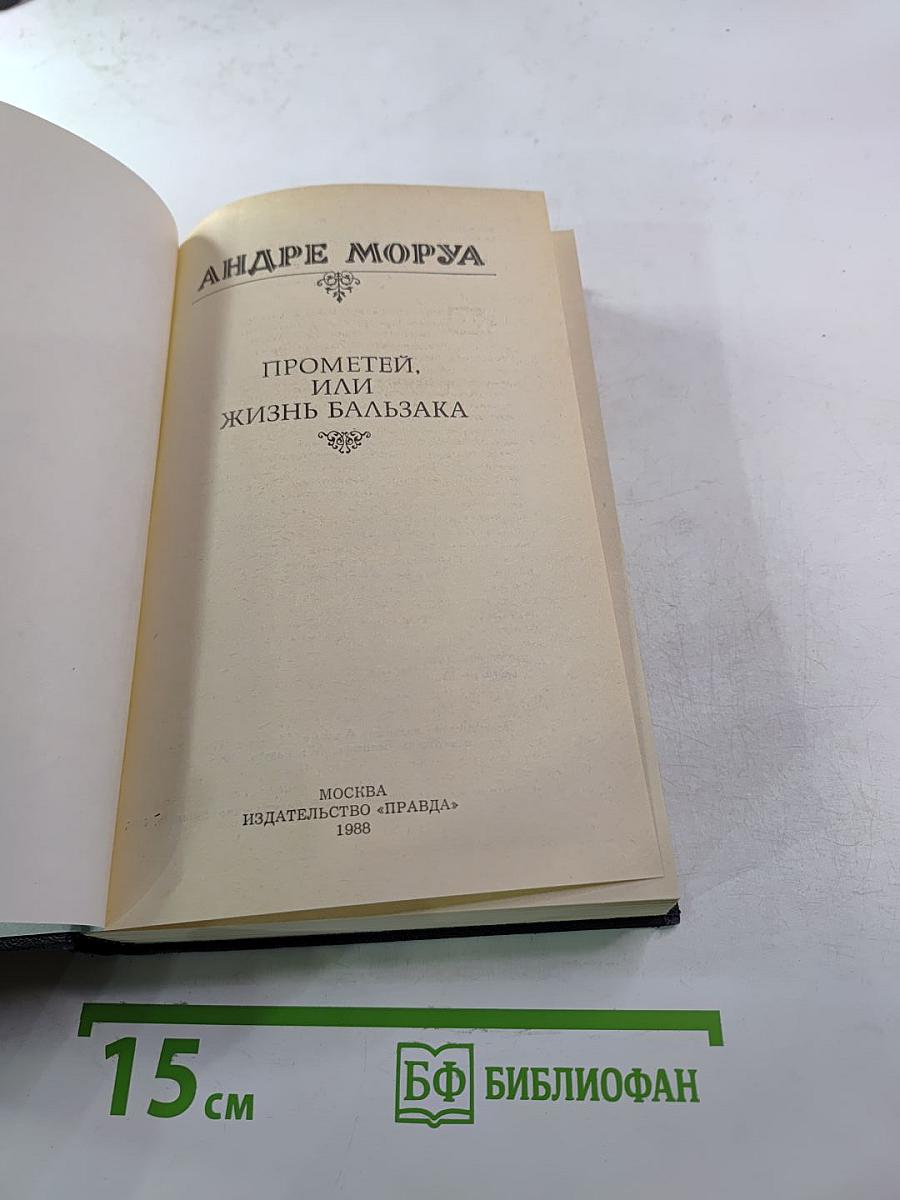 АНДРЕ МОРУА
ПРОМЕТЕЙ,
ИЛИ
ЖИЗНЬ БАЛЬЗАКА
МОСКВА
ИЗДАТЕЛЬСТВО «ПРАВДА»
1988
15 см
БФ БИБЛИОФАН